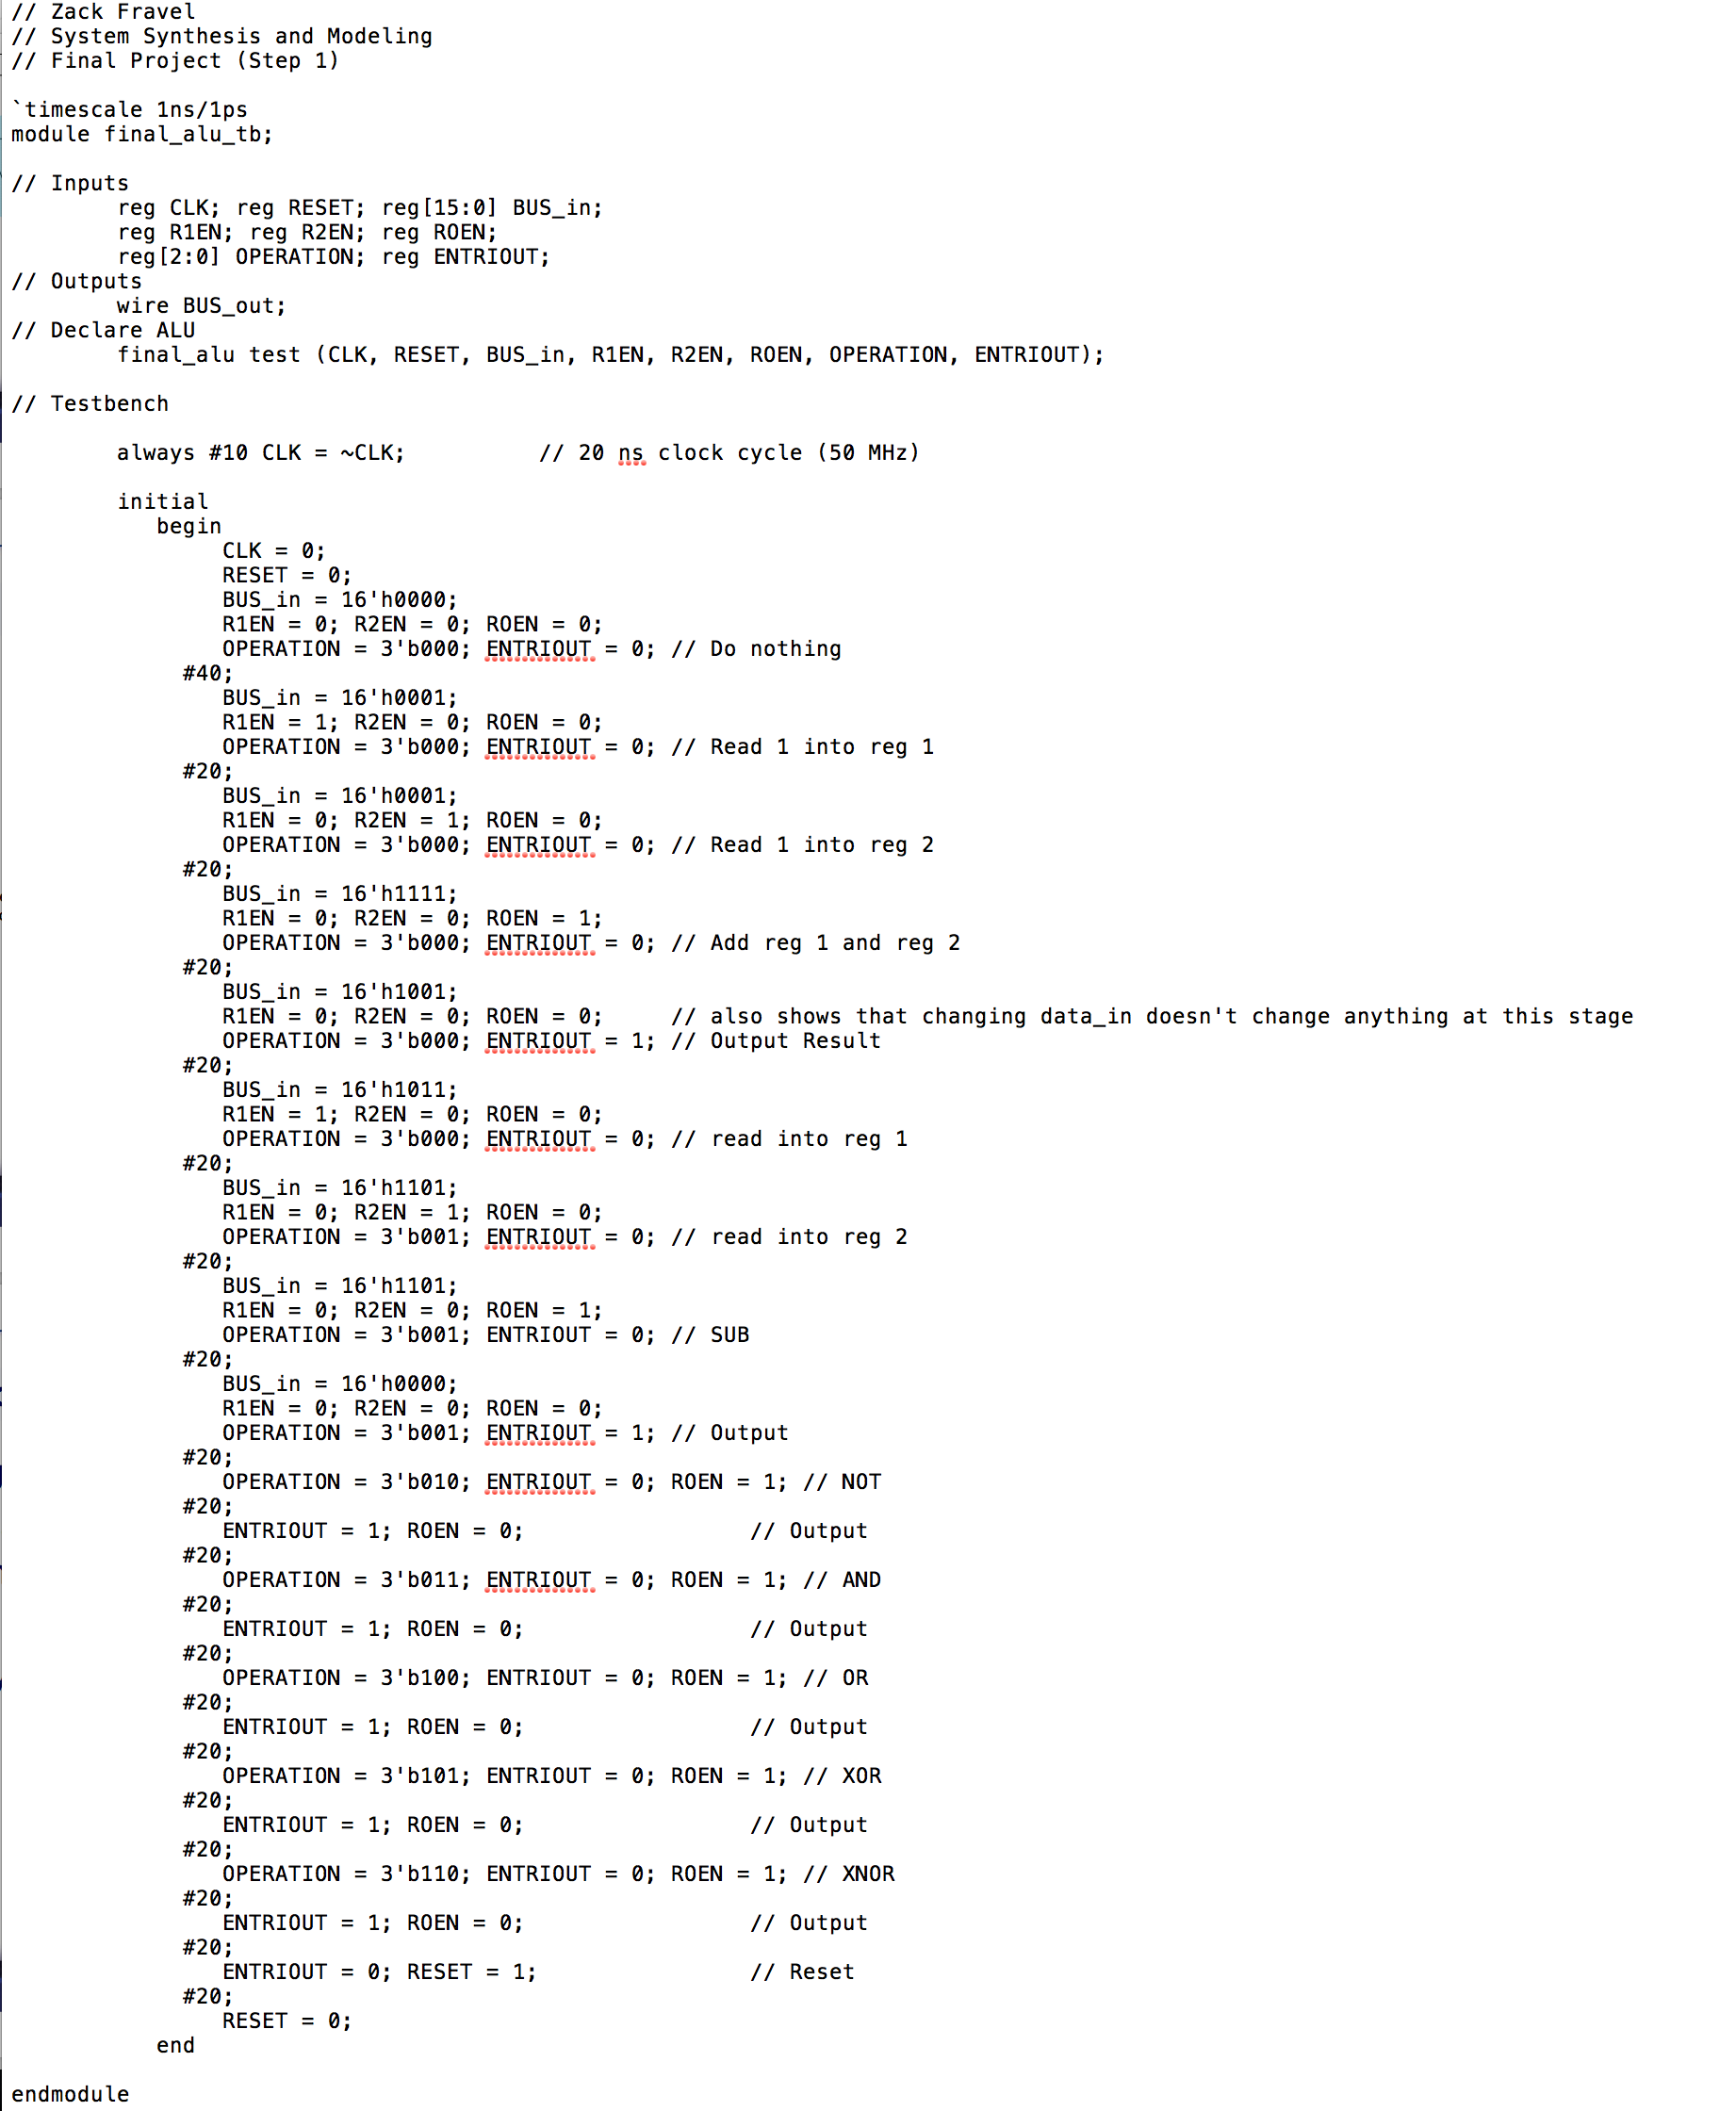 // Zack Fravel
// System Synthesis and Modeling
// Final Project (Step 1)
`timescale 1ns/1ps
module final_alu_tb;
// Inputs
reg CLK; reg RESET; reg[15:0] BUS_in;
reg R1EN; reg R2EN; reg ROEN;
reg[2:0] OPERATION; reg ENTRIOUT;
// Outputs
wire BUS_out;
// Declare ALU
final_alu test (CLK, RESET, BUS_in, R1EN, R2EN, ROEN, OPERATION, ENTRIOUT);
// Testbench
always #10 CLK = ~CLK; // 20 ns clock cycle (50 MHz)
initial
begin
CLK = 0;
RESET = 0;
BUS_in = 16'h0000;
R1EN = 0; R2EN = 0; ROEN = 0;
OPERATION = 3'b000; ENTRIOUT = 0; // Do nothing
#40;
BUS_in = 16'h0001;
R1EN = 1; R2EN = 0; ROEN = 0;
OPERATION = 3'b000; ENTRIOUT = 0; // Read 1 into reg 1
#20;
BUS_in = 16'h0001;
R1EN = 0; R2EN = 1; ROEN = 0;
OPERATION = 3'b000; ENTRIOUT = 0; // Read 1 into reg 2
#20;
BUS_in = 16'h1111;
R1EN = 0; R2EN = 0; ROEN = 1;
OPERATION = 3'b000; ENTRIOUT = 0; // Add reg 1 and reg 2
#20;
BUS_in = 16'h1001;
R1EN = 0; R2EN = 0; ROEN = 0; // also shows that changing data_in doesn't change anything at this stage
OPERATION = 3'b000; ENTRIOUT = 1; // Output Result
#20;
BUS_in = 16'h1011;
R1EN = 1; R2EN = 0; ROEN = 0;
OPERATION = 3'b000; ENTRIOUT = 0; // read into reg 1
#20;
BUS_in = 16'h1101;
R1EN = 0; R2EN = 1; ROEN = 0;
OPERATION = 3'b001; ENTRIOUT = 0; // read into reg 2
#20;
BUS_in = 16'h1101;
R1EN = 0; R2EN = 0; ROEN = 1;
OPERATION = 3'b001; ENTRIOUT = 0; // SUB
#20;
BUS_in = 16'h0000;
R1EN = 0; R2EN = 0; ROEN = 0;
OPERATION = 3'b001; ENTRIOUT = 1; // Output
#20;
OPERATION = 3'b010; ENTRIOUT = 0; ROEN = 1; // NOT
#20;
ENTRIOUT = 1; ROEN = 0; // Output
#20;
OPERATION = 3'b011; ENTRIOUT = 0; ROEN = 1; // AND
#20;
ENTRIOUT = 1; ROEN = 0; // Output
#20;
OPERATION = 3'b100; ENTRIOUT = 0; ROEN = 1; // OR
#20;
ENTRIOUT = 1; ROEN = 0; // Output
#20;
OPERATION = 3'b101; ENTRIOUT = 0; ROEN = 1; // XOR
#20;
ENTRIOUT = 1; ROEN = 0; // Output
#20;
OPERATION = 3'b110; ENTRIOUT = 0; ROEN = 1; // XNOR
#20;
ENTRIOUT = 1; ROEN = 0; // Output
#20;
ENTRIOUT = 0; RESET = 1; // Reset
#20;
RESET = 0;
end
endmodule